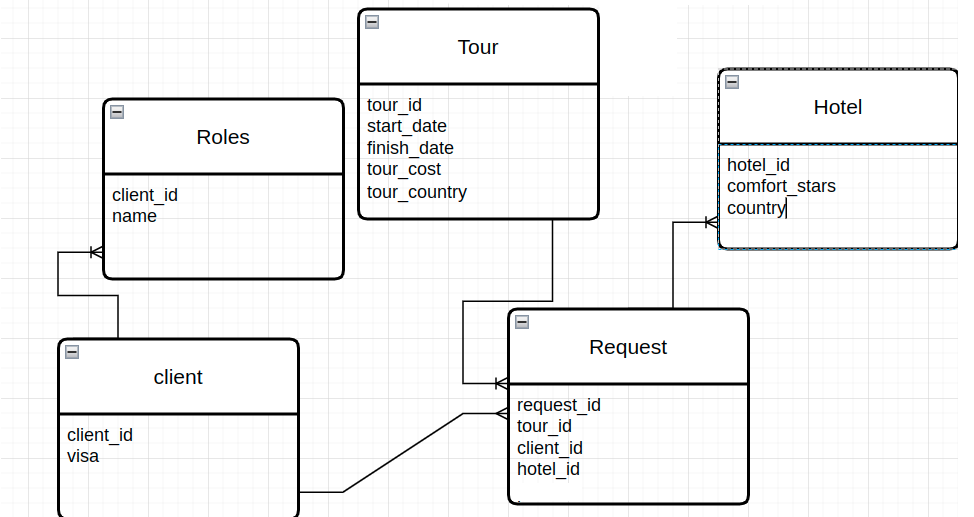 Tour
tour_id
start_date
finish_date
tour_cost
tour_country
Hotel
hotel_id
comfort_stars
country
Roles
client_id
name
Request
request_id
tour_id
client_id
hotel_id
client
client_id
visa